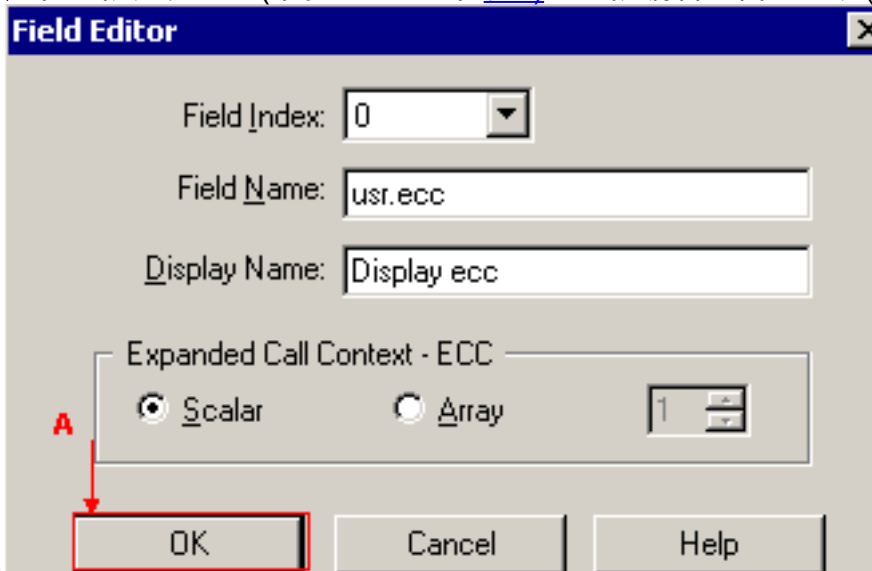 Field Editor
Field Index: 0
Field Name: usr.ecc
Display Name: Display ecc
Expanded Call Context - ECC
Scalar Array 1
A
OK Cancel Help